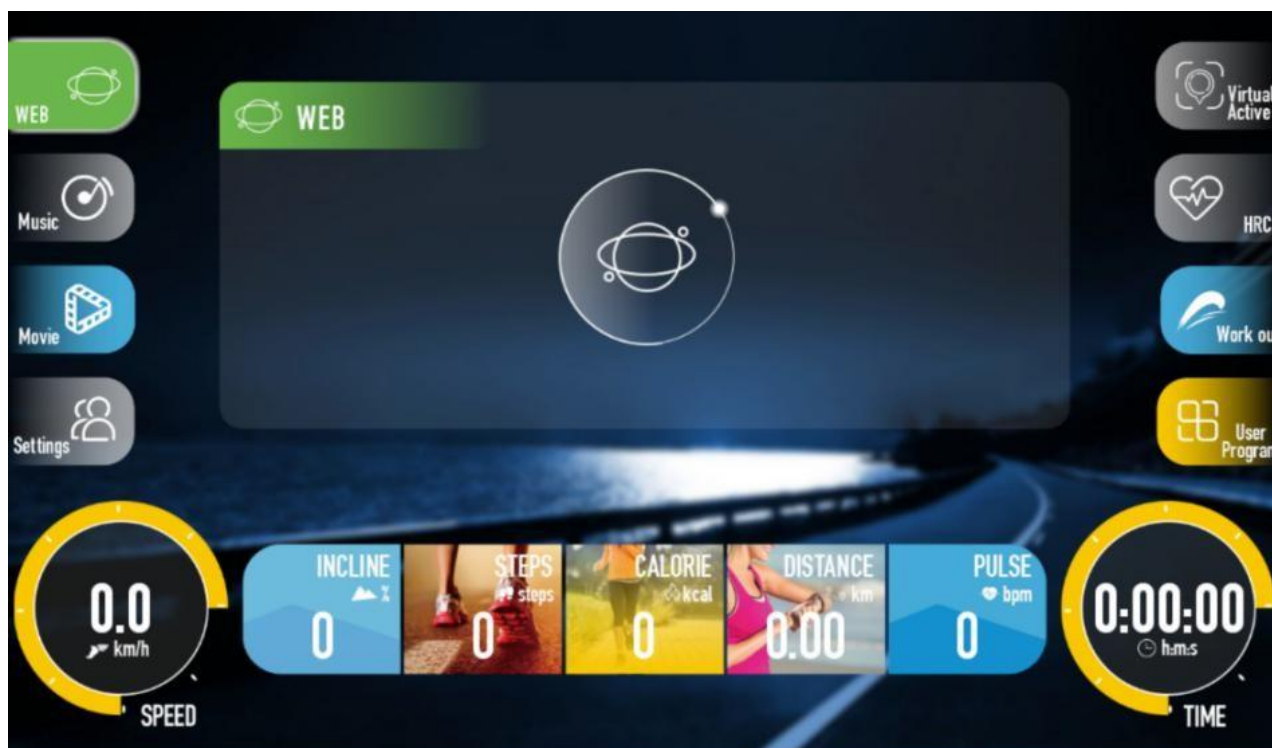 WEB
Music
Movie
Settings
WEB
Virtual
Active
HRC
Work ou
User
Program
0.0
km/h
SPEED
INCLINE
%
0
STEPS
steps
0
CALORIE
kcal
0
DISTANCE
km
0.00
PULSE
bpm
0
0:00:00
h:m:s
TIME